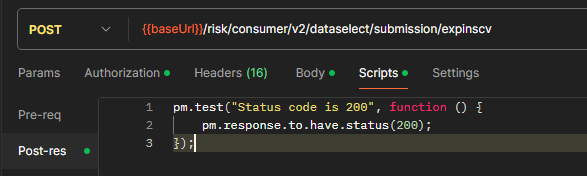 POST {{baseUrl}}/risk/consumer/v2/dataselect/submission/expinscv
Params Authorization Headers (16) Body Scripts Settings
Pre-req
Post-res
1 pm.test("Status code is 200", function () {
2 pm.response.to.have.status(200);
3 });